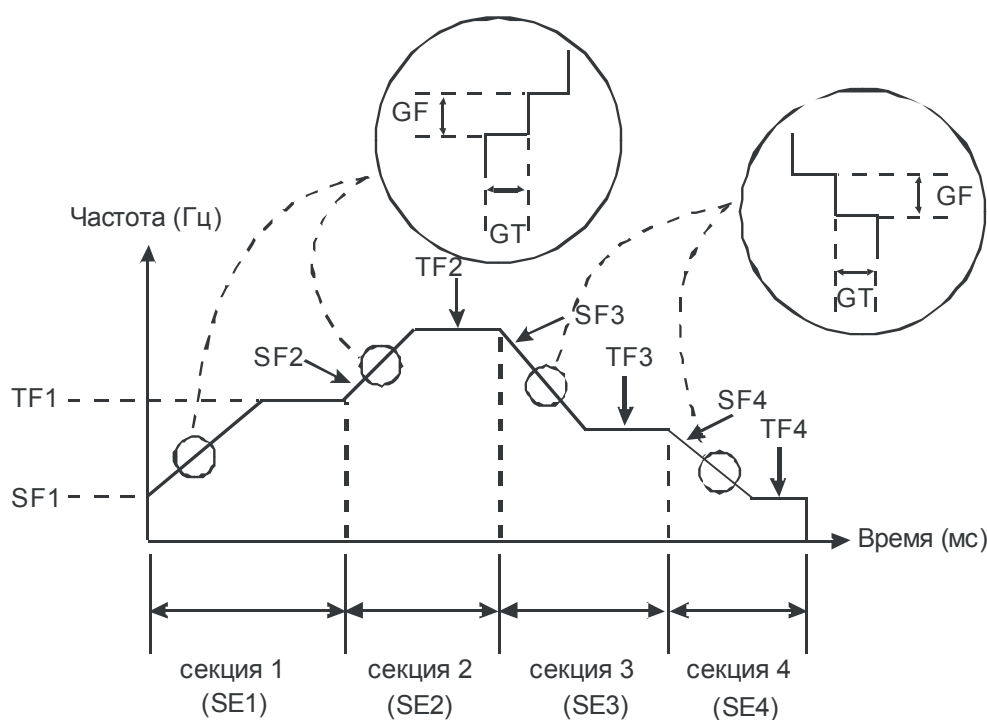 GF
GT
GF
GT
Частота (Гц)
TF2
SF3
SF2
TF3
TF1
SF4
TF4
SF1
Время (мс)
секция 1
(SE1)
секция 2
(SE2)
секция 3
(SE3)
секция 4
(SE4)